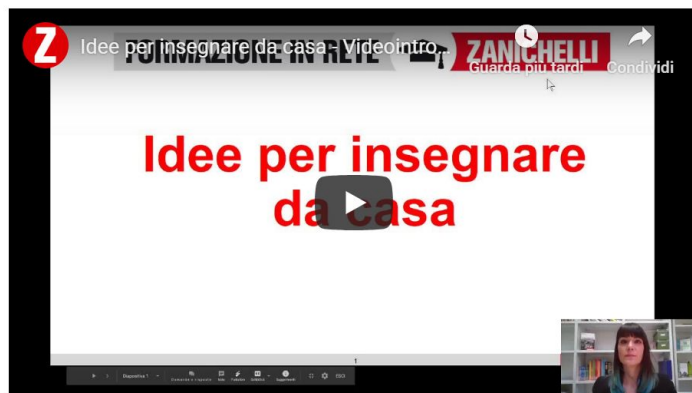 Z
Idee per insegnare da casa - Videointro...
FORMAZIONE IN RETE
ZANICHELLI
Guarda più tardi
Condividi
Idee per insegnare
da casa
1
Diapositiva 1